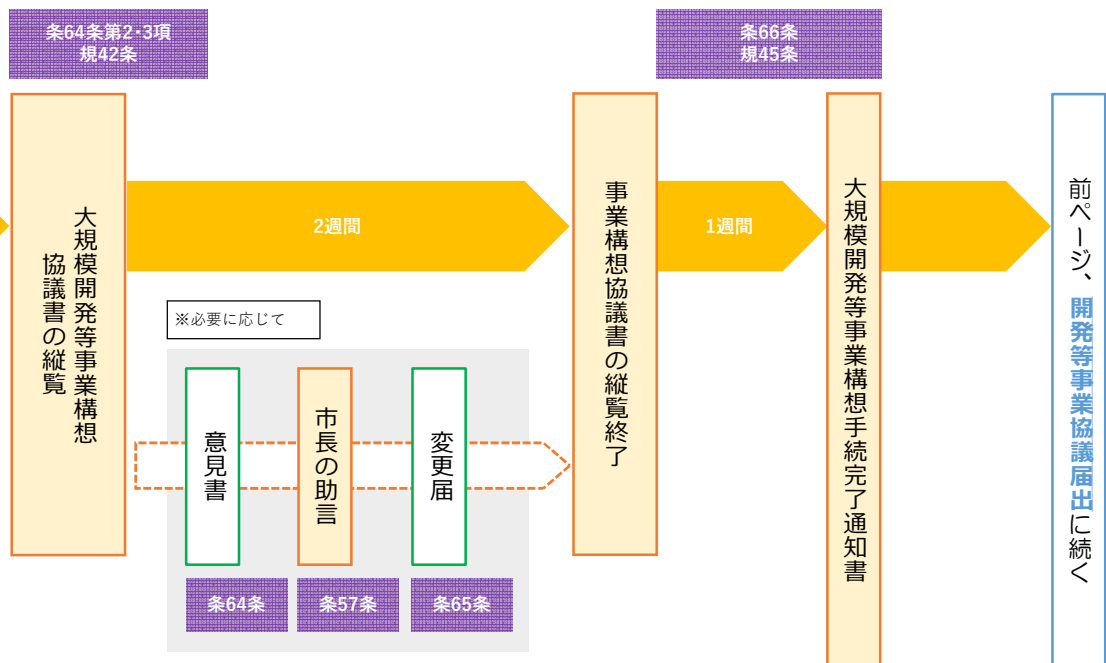 条64条第2・3項
規42条
条66条
規45条
大規模開発等事業構想
協議書の縦覧
2週間
事業構想協議書の縦覧終了
1週間
大規模開発等事業構想手続完了通知書
前ページ、開発等事業協議届出に続く
※必要に応じて
意見書
市長の助言
変更届
条64条
条57条
条65条